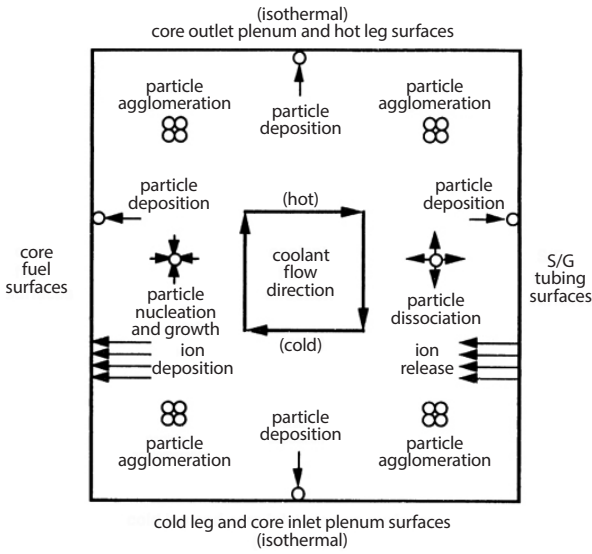 (isothermal)
core outlet plenum and hot leg surfaces
particle
agglomeration
particle
deposition
particle
agglomeration
particle
deposition
(hot)
particle
deposition
core
fuel
surfaces
coolant
flow
direction
S/G
tubing
surfaces
particle
nucleation
and growth
particle
dissociation
ion
deposition
(cold)
ion
release
particle
agglomeration
particle
deposition
particle
agglomeration
cold leg and core inlet plenum surfaces
(isothermal)